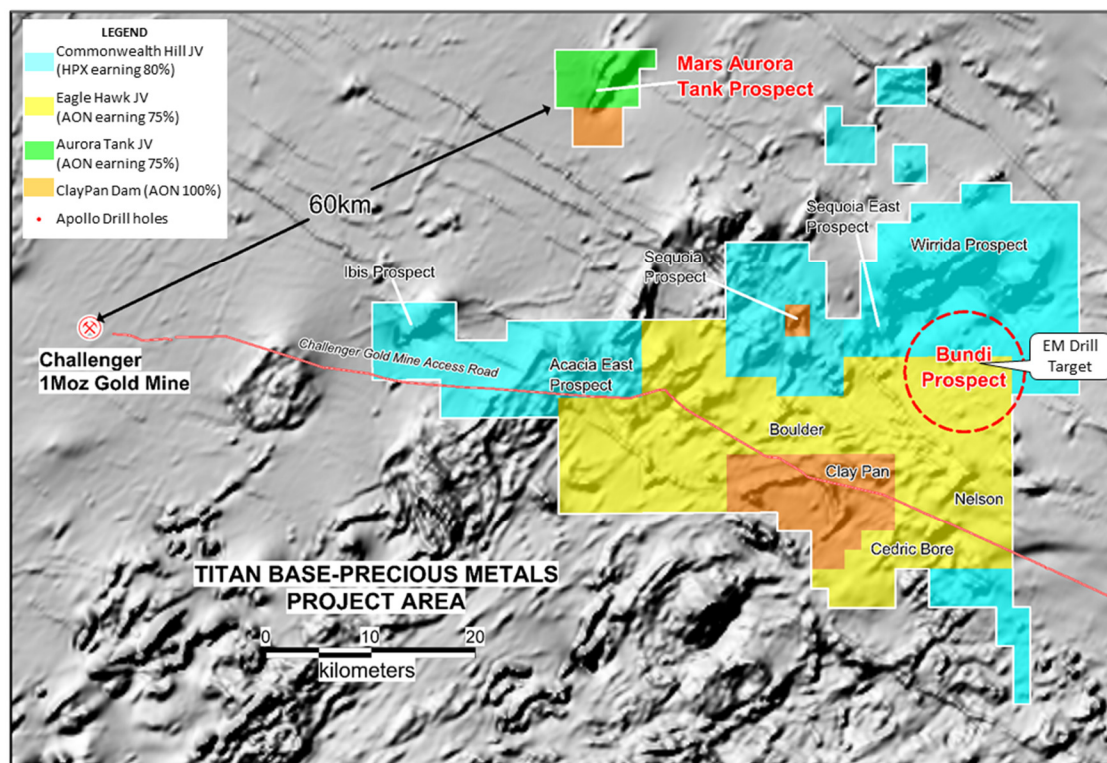 LEGEND
Commonwealth Hill JV
(HPX earning 80%)
Eagle Hawk JV
(AON earning 75%)
Aurora Tank JV
(AON earning 75%)
ClayPan Dam (AON 100%)
Apollo Drill holes
Mars Aurora
Tank Prospect
60km
Sequoia East
Prospect
Wirrida Prospect
Sequoia
Prospect
Ibis Prospect
Challenger
1Moz Gold Mine
Challenger Gold Mine Access Road
Acacia East
Prospect
Bundi
Prospect
EM Drill
Target
Boulder
Clay Pan
Nelson
Cedric Bore
TITAN BASE-PRECIOUS METALS
PROJECT AREA
0 10 20
kilometers